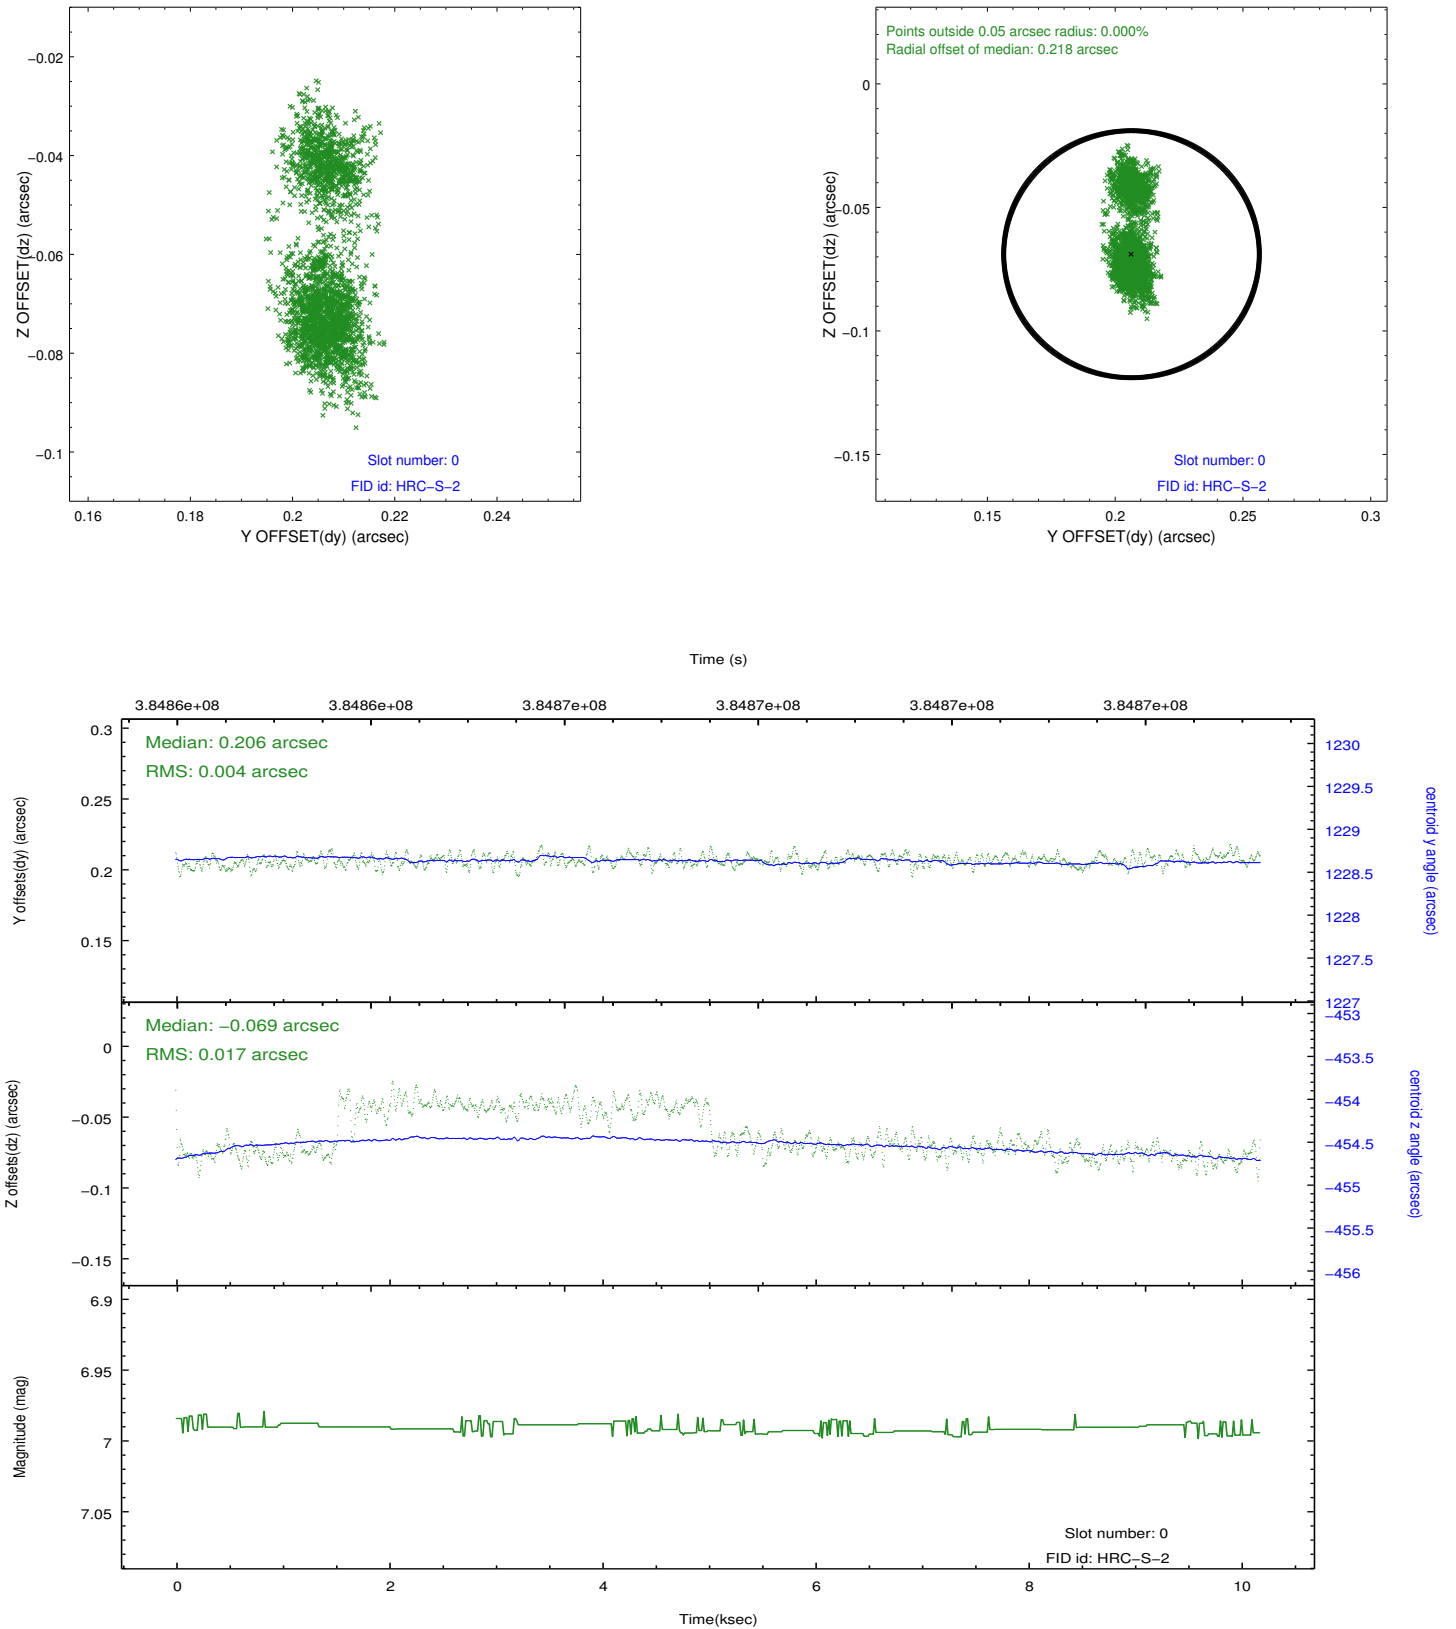 −0.02
−0.04
−0.06
−0.08
−0.1
Z OFFSET(dz) (arcsec)
Slot number: 0
FID id: HRC−S−2
0.16 0.18 0.2 0.22 0.24
Y OFFSET(dy) (arcsec)
Points outside 0.05 arcsec radius: 0.000%
Radial offset of median: 0.218 arcsec
0
−0.05
−0.1
−0.15
Z OFFSET(dz) (arcsec)
Slot number: 0
FID id: HRC−S−2
0.15 0.2 0.25 0.3
Y OFFSET(dy) (arcsec)
Time (s)
3.8486e+08 3.8486e+08 3.8487e+08 3.8487e+08 3.8487e+08 3.8487e+08
Median: 0.206 arcsec
RMS: 0.004 arcsec
0.3
0.25
0.2
0.15
Y offsets(dy) (arcsec)
1230
1229.5
1229
1228.5
1228
1227.5
1227
centroid y angle (arcsec)
Median: −0.069 arcsec
RMS: 0.017 arcsec
0
−0.05
−0.1
−0.15
Z offsets(dz) (arcsec)
−453
−453.5
−454
−454.5
−455
−455.5
−456
centroid z angle (arcsec)
6.9
6.95
7
7.05
Magnitude (mag)
Slot number: 0
FID id: HRC−S−2
0 2 4 6 8 10
Time(ksec)